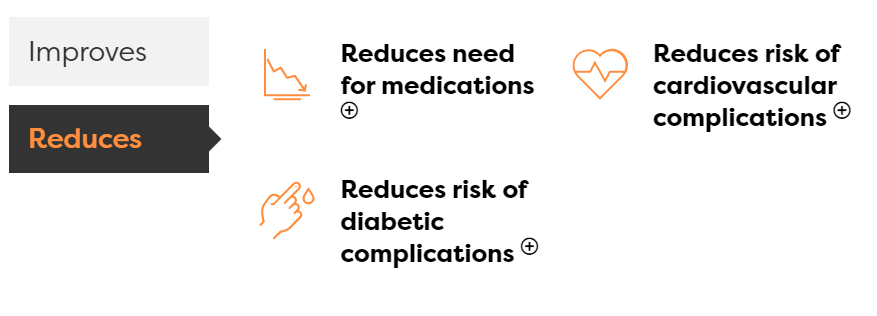 Improves
Reduces
Reduces need
for medications
⊕
Reduces risk of
cardiovascular
complications ⊕
Reduces risk of
diabetic
complications ⊕